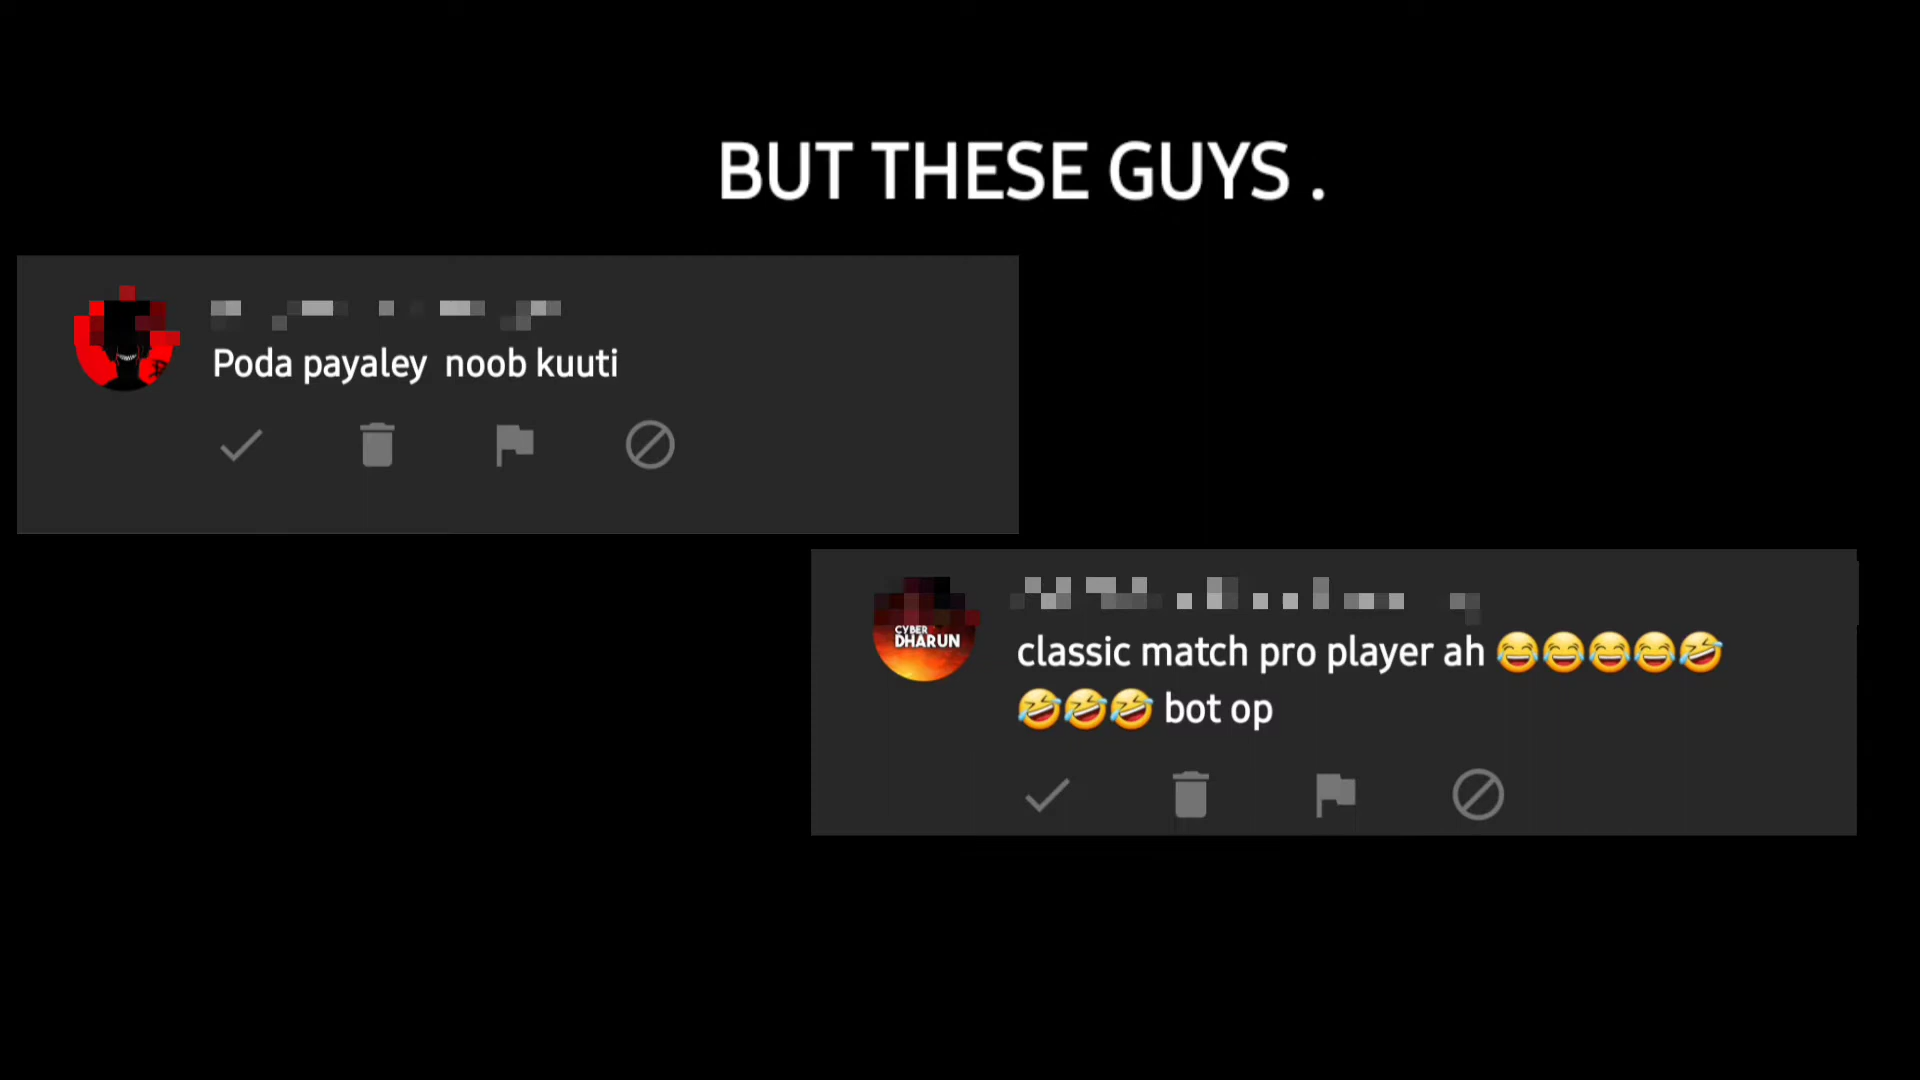 BUT THESE GUYS .
Poda payaley  noob kuuti
CYBER
DHARUN
classic match pro player ah 😂😂😂😂🤣
🤣🤣🤣 bot op